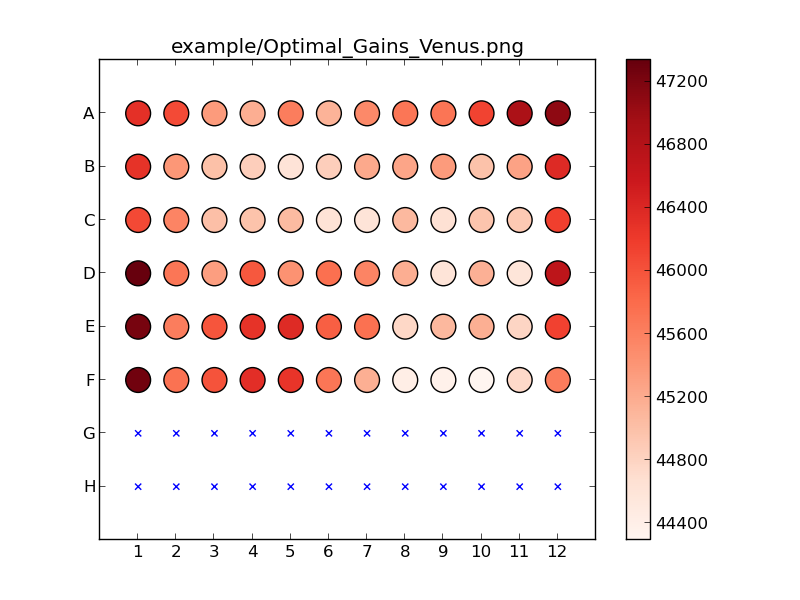 example/Optimal_Gains_Venus.png
A
B
C
D
E
F
G
H
1 2 3 4 5 6 7 8 9 10 11 12
47200
46800
46400
46000
45600
45200
44800
44400